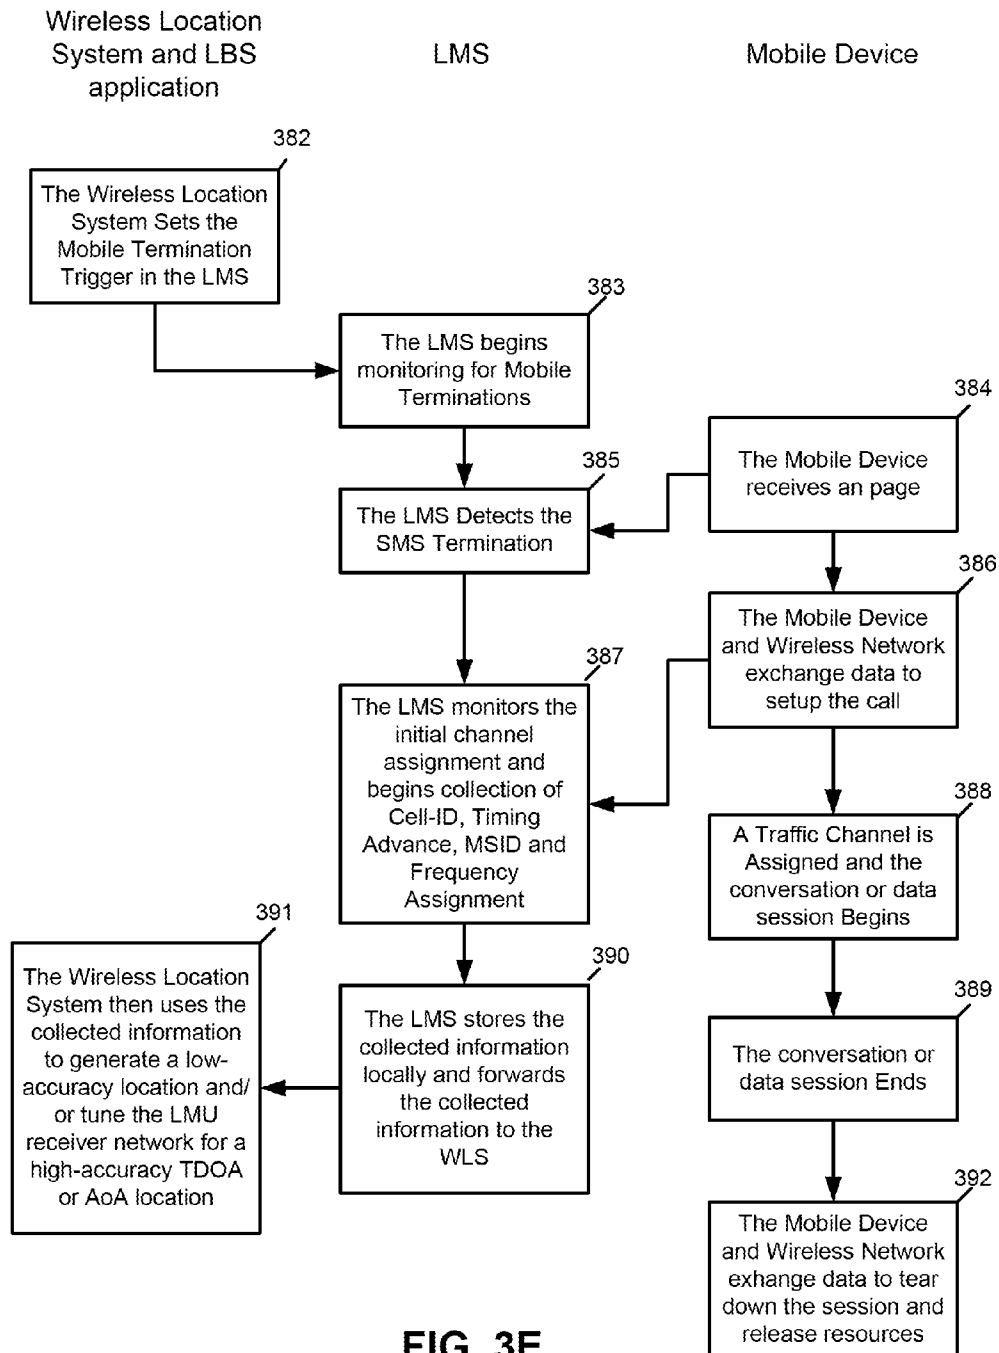 Wireless Location
System and LBS
application
LMS
Mobile Device
382
The Wireless Location
System Sets the
Mobile Termination
Trigger in the LMS
383
The LMS begins
monitoring for Mobile
Terminations
384
The Mobile Device
receives an page
385
The LMS Detects the
SMS Termination
386
The Mobile Device
and Wireless Network
exchange data to
setup the call
387
The LMS monitors the
initial channel
assignment and
begins collection of
Cell-ID, Timing
Advance, MSID and
Frequency
Assignment
388
A Traffic Channel is
Assigned and the
conversation or data
session Begins
391
The Wireless Location
System then uses the
collected information
to generate a low-
accuracy location and/
or tune the LMU
receiver network for a
high-accuracy TDOA
or AoA location
390
The LMS stores the
collected information
locally and forwards
the collected
information to the
WLS
389
The conversation or
data session Ends
392
The Mobile Device
and Wireless Network
exhange data to tear
down the session and
release resources
FIG. 3E